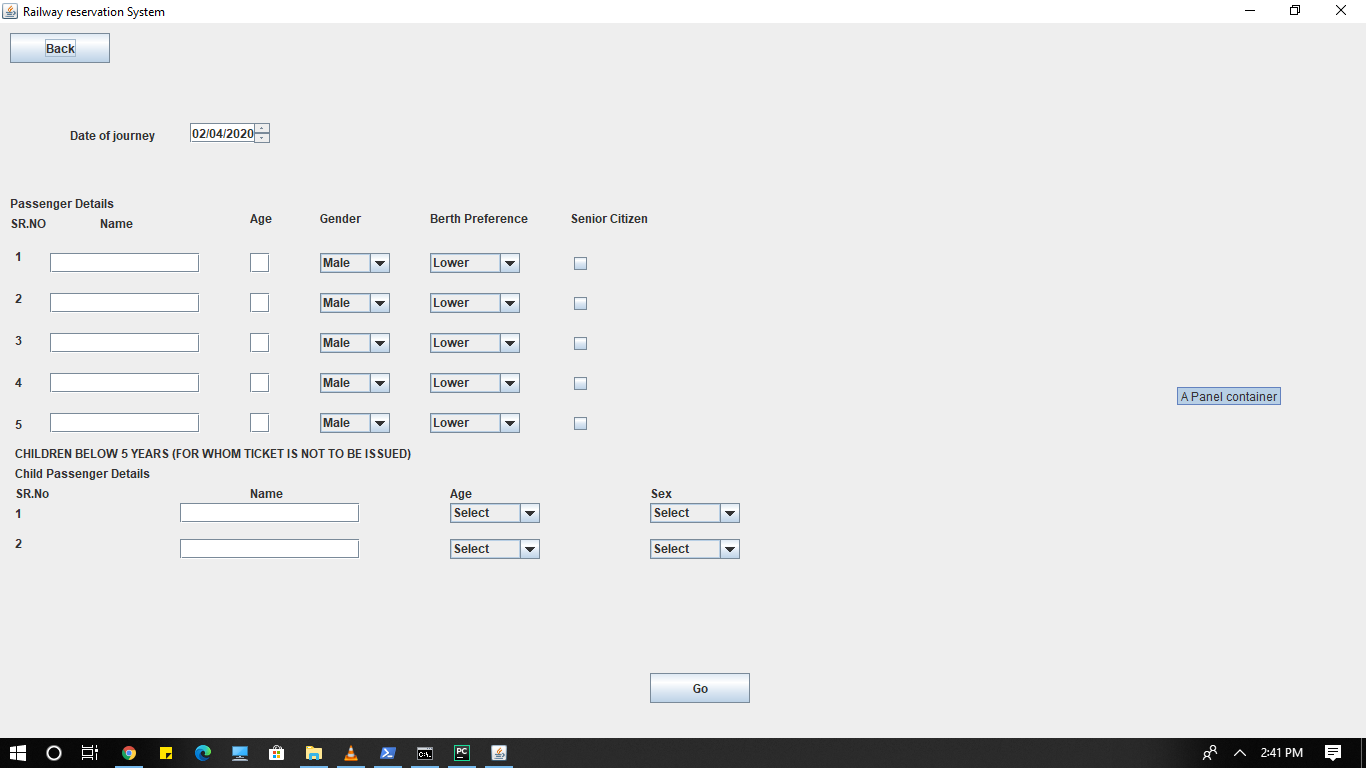 Railway reservation System
Back
Date of journey 02/04/2020
Passenger Details
SR.NO Name Age Gender Berth Preference Senior Citizen
1 Male Lower
2 Male Lower
3 Male Lower
4 Male Lower
A Panel container
5 Male Lower
CHILDREN BELOW 5 YEARS (FOR WHOM TICKET IS NOT TO BE ISSUED)
Child Passenger Details
SR.No Name Age Sex
1 Select Select
2 Select Select
Go
C:\_ PC 2:41 PM